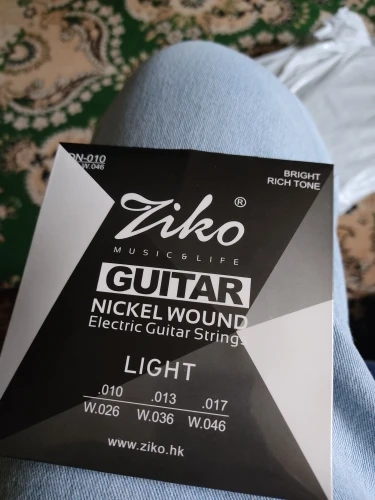 DN-010
W.046
BRIGHT
RICH TONE
Ziko®
MUSIC & LIFE
GUITAR
NICKEL WOUND
Electric Guitar Strings
LIGHT
.010 .013 .017
W.026 W.036 W.046
www.ziko.hk